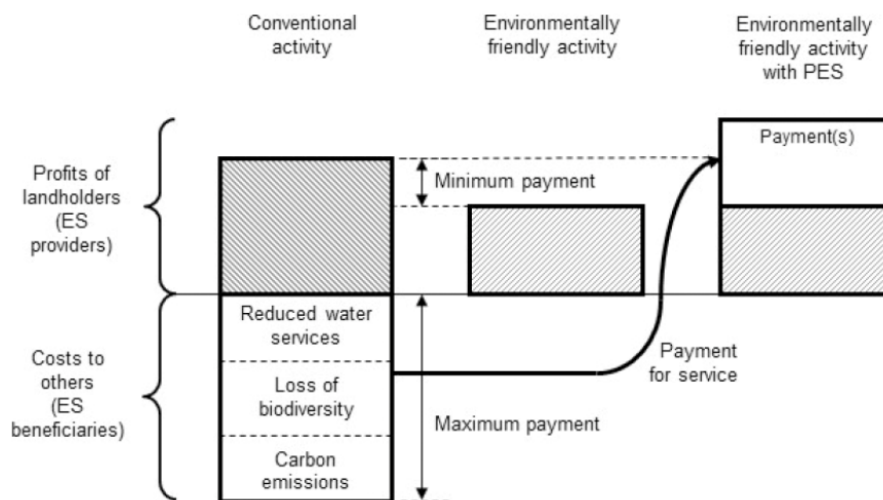 Conventional
activity
Environmentally
friendly activity
Environmentally
friendly activity
with PES
Payment(s)
Profits of
landholders
(ES
providers)
Minimum payment
Reduced water
services
Costs to
others
(ES
beneficiaries)
Loss of
biodiversity
Payment
for service
Maximum payment
Carbon
emissions